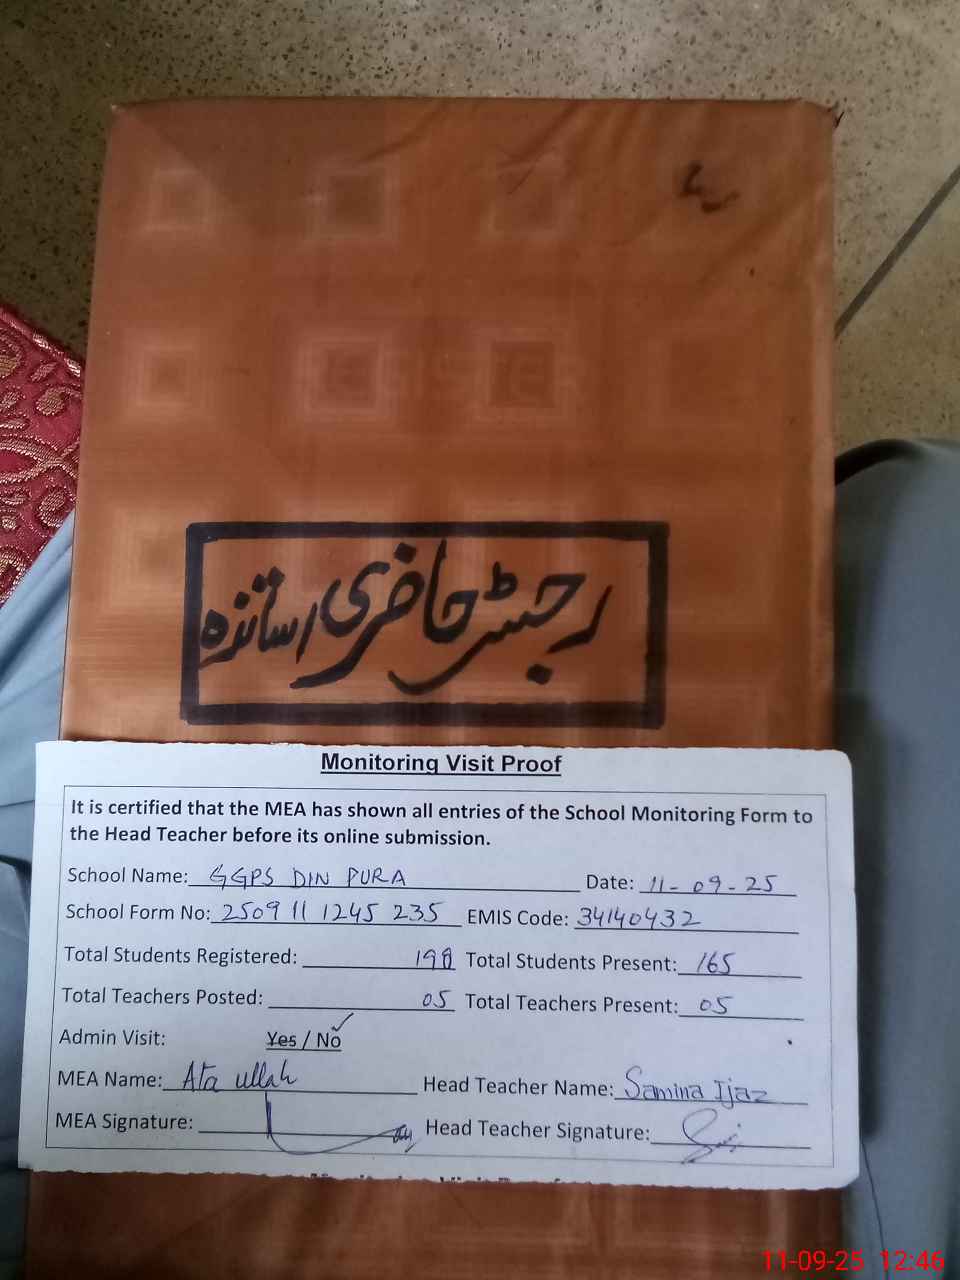 رجسٹر حاضری اساتذہ
Monitoring Visit Proof
It is certified that the MEA has shown all entries of the School Monitoring Form to
the Head Teacher before its online submission.
School Name: GGPS DIN PURA Date: 11-09-25
School Form No: 2509 11 1245 235 EMIS Code: 34140432
Total Students Registered: 198 Total Students Present: 165
Total Teachers Posted: 05 Total Teachers Present: 05
Admin Visit: Yes / No
MEA Name: Ata ullah Head Teacher Name: Samina Ijaz
MEA Signature: Head Teacher Signature:
11-09-25 12:46